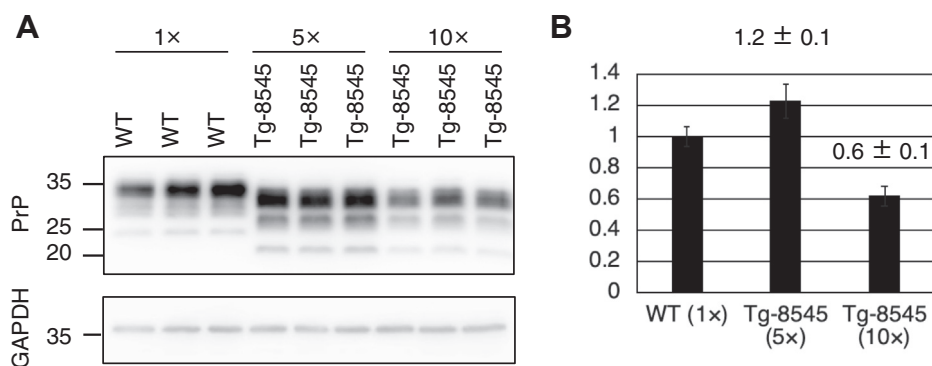 A
1× 5× 10×
WT WT WT Tg-8545 Tg-8545 Tg-8545 Tg-8545 Tg-8545 Tg-8545
PrP
35
25
20
GAPDH
35
B
1.2 ± 0.1
0.6 ± 0.1
1.4
1.2
1
0.8
0.6
0.4
0.2
0
WT (1×) Tg-8545 Tg-8545
(5×) (10×)